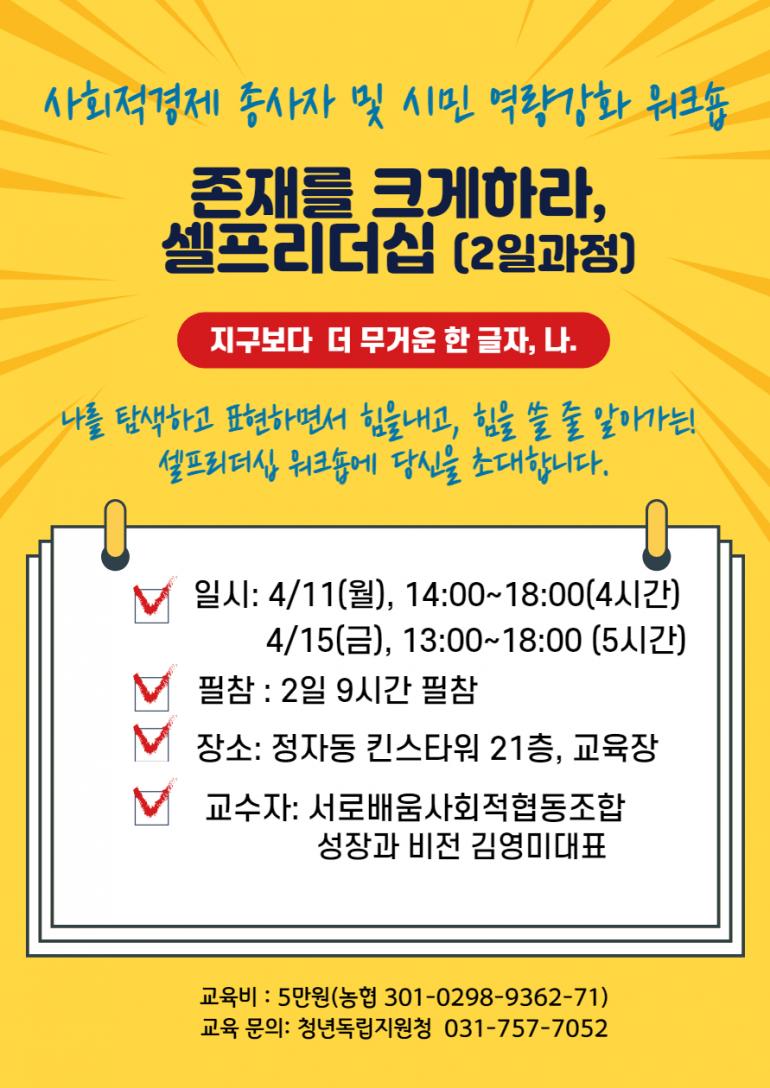 사회적경제 종사자 및 시민 역량강화 워크숍
존재를 크게하라,
셀프리더십 (2일과정)
지구보다 더 무거운 한 글자, 나.
나를 탐색하고 표현하면서 힘을내고, 힘을 쓸 줄 알아가는!
셀프리더십 워크숍에 당신을 초대합니다.
일시: 4/11(월), 14:00~18:00(4시간)
4/15(금), 13:00~18:00 (5시간)
필참 : 2일 9시간 필참
장소: 정자동 킨스타워 21층, 교육장
교수자: 서로배움사회적협동조합
성장과 비전 김영미대표
교육비 : 5만원(농협 301-0298-9362-71)
교육 문의: 청년독립지원청 031-757-7052